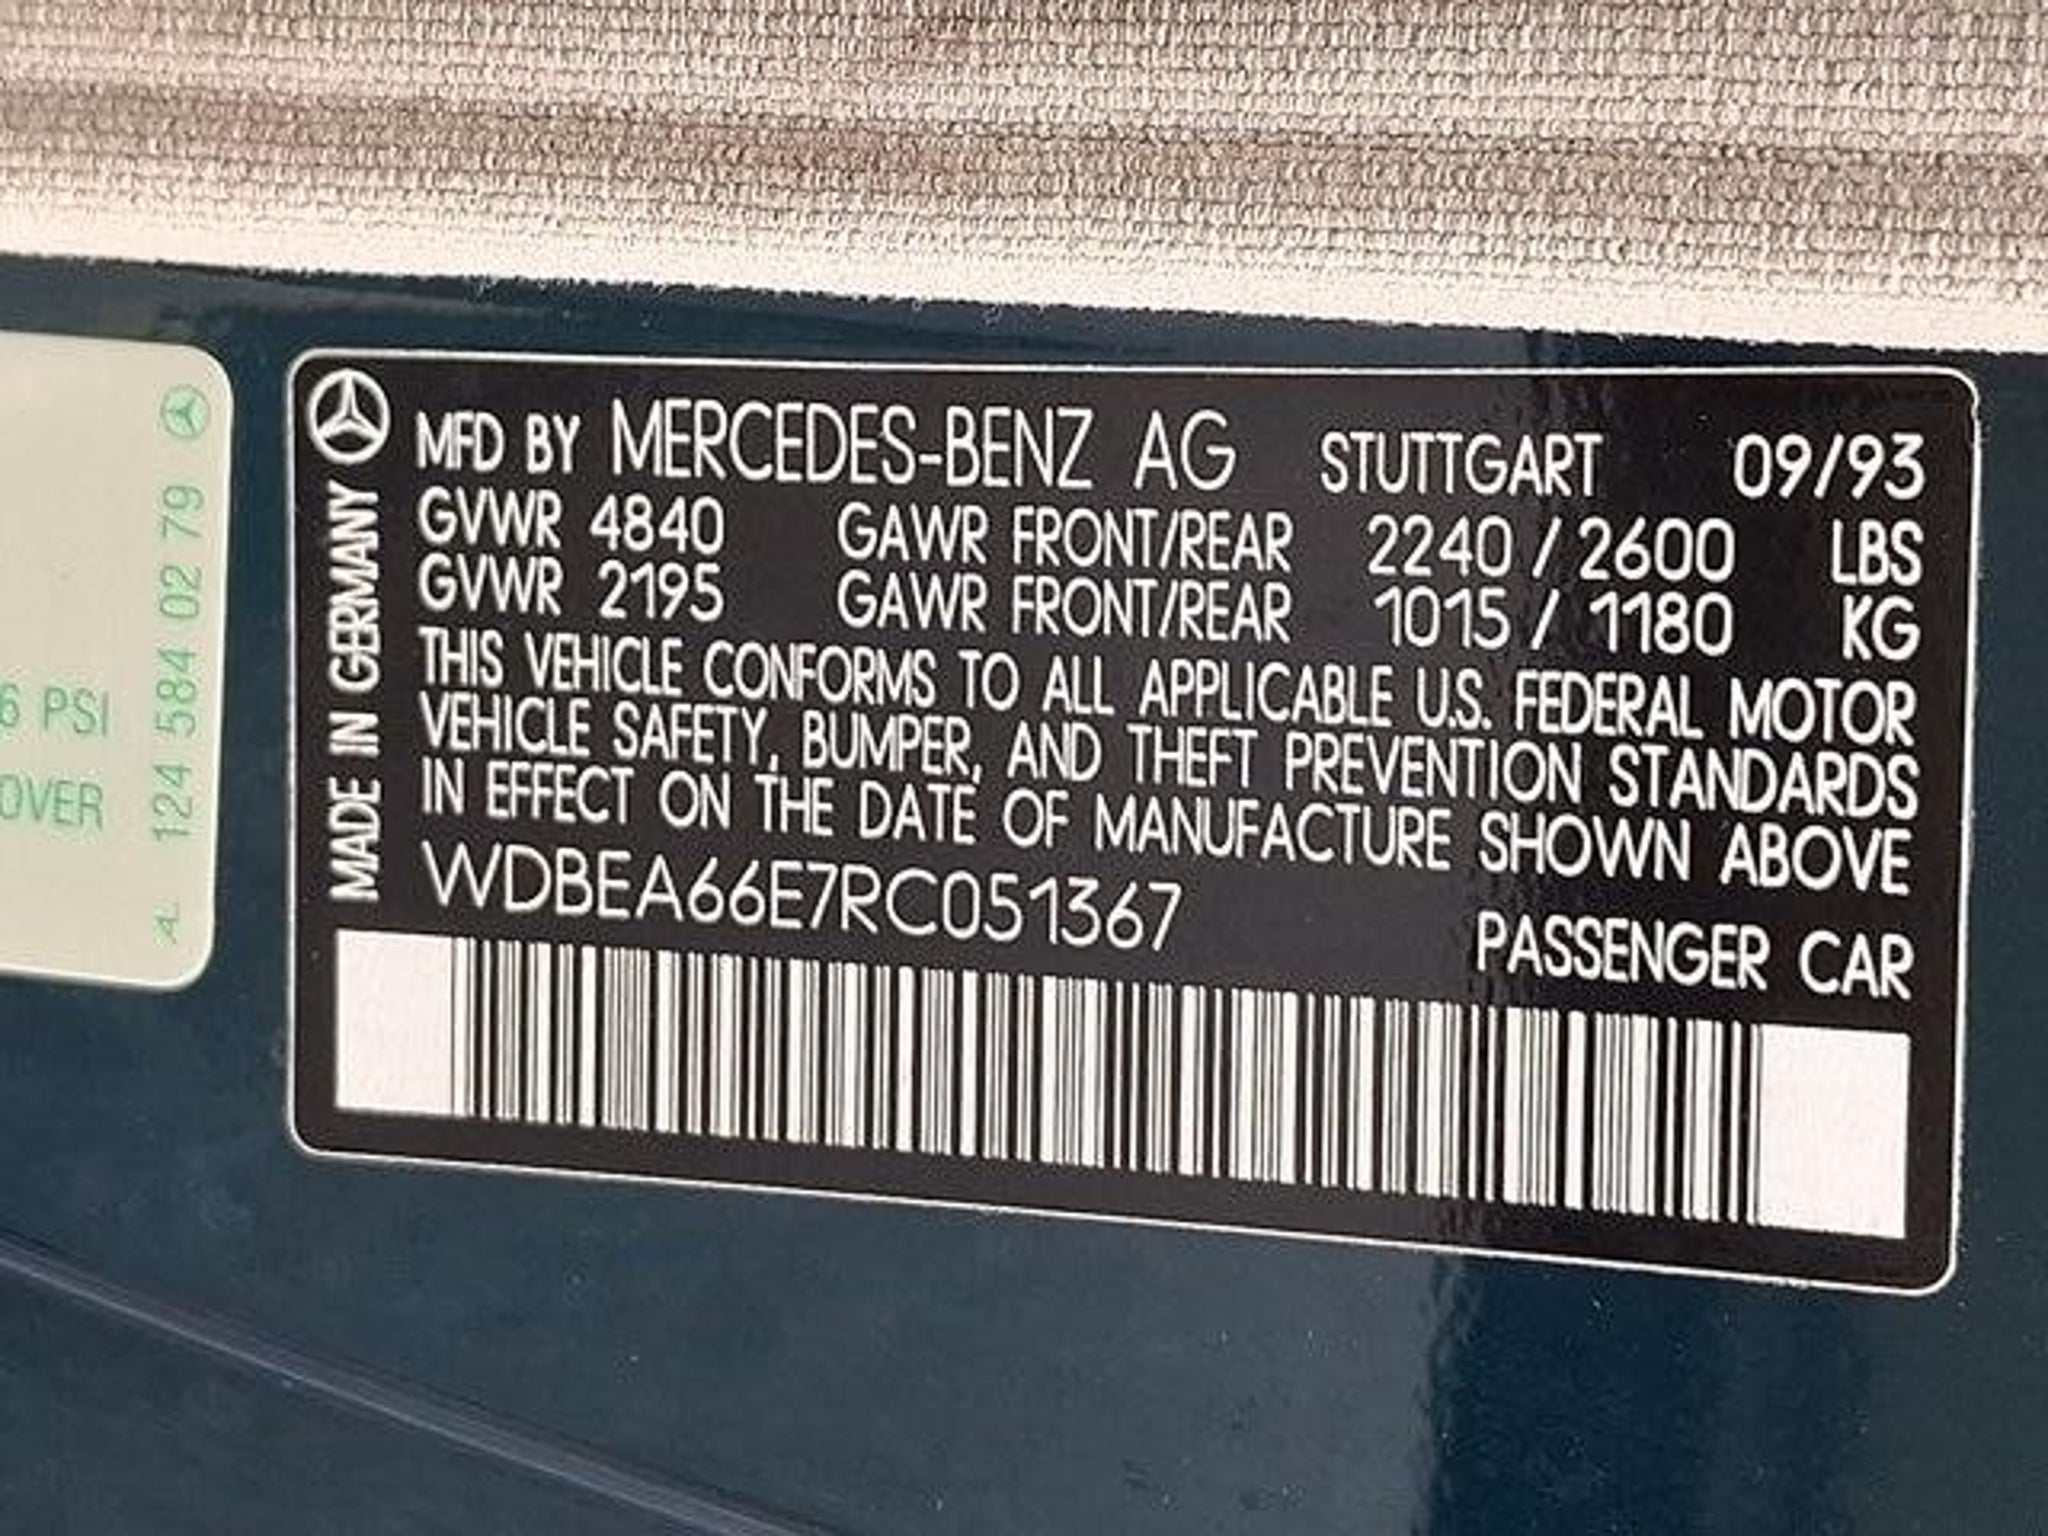 6 PSI
OVER
124 584 02 79
MADE IN GERMANY
MFD BY MERCEDES-BENZ AG STUTTGART 09/93
GVWR 4840 GAWR FRONT/REAR 2240 / 2600 LBS
GVWR 2195 GAWR FRONT/REAR 1015 / 1180 KG
THIS VEHICLE CONFORMS TO ALL APPLICABLE U.S. FEDERAL MOTOR
VEHICLE SAFETY, BUMPER, AND THEFT PREVENTION STANDARDS
IN EFFECT ON THE DATE OF MANUFACTURE SHOWN ABOVE
WDBEA66E7RC051367
PASSENGER CAR